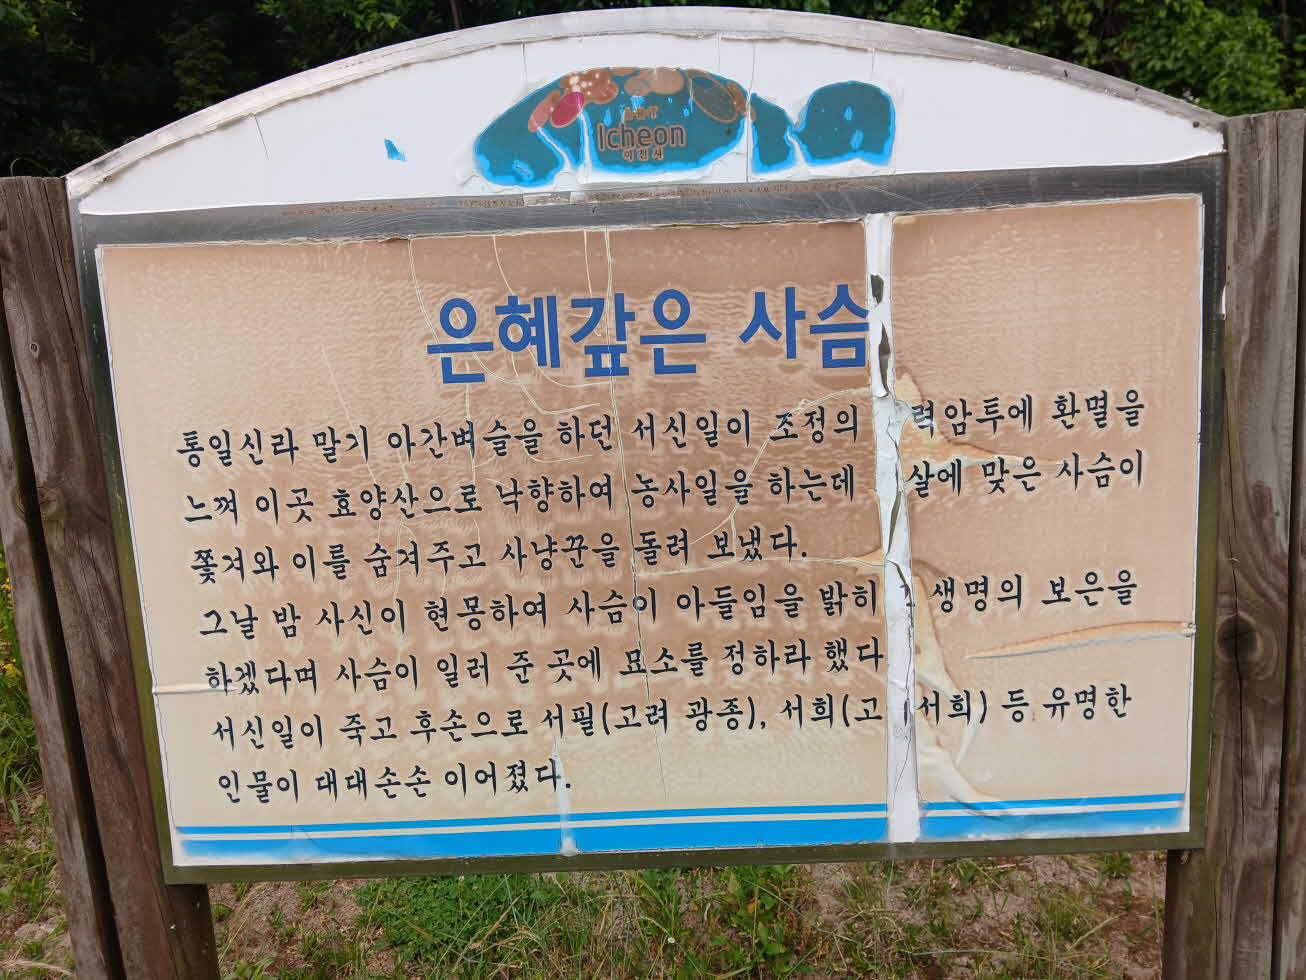 Icheon
이천시
은혜갚은 사슴
통일신라 말기 아간벼슬을 하던 서신일이 조정의 력암투에 환멸을
느껴 이곳 효양산으로 낙향하여 농사일을 하는데 살에 맞은 사슴이
쫓겨와 이를 숨겨주고 사냥꾼을 돌려 보냈다.
그날 밤 사신이 현몽하여 사슴이 아들임을 밝히 생명의 보은을
하겠다며 사슴이 일러 준 곳에 묘소를 정하라 했다
서신일이 죽고 후손으로 서필(고려 광종), 서희(고 서희) 등 유명한
인물이 대대손손 이어졌다.